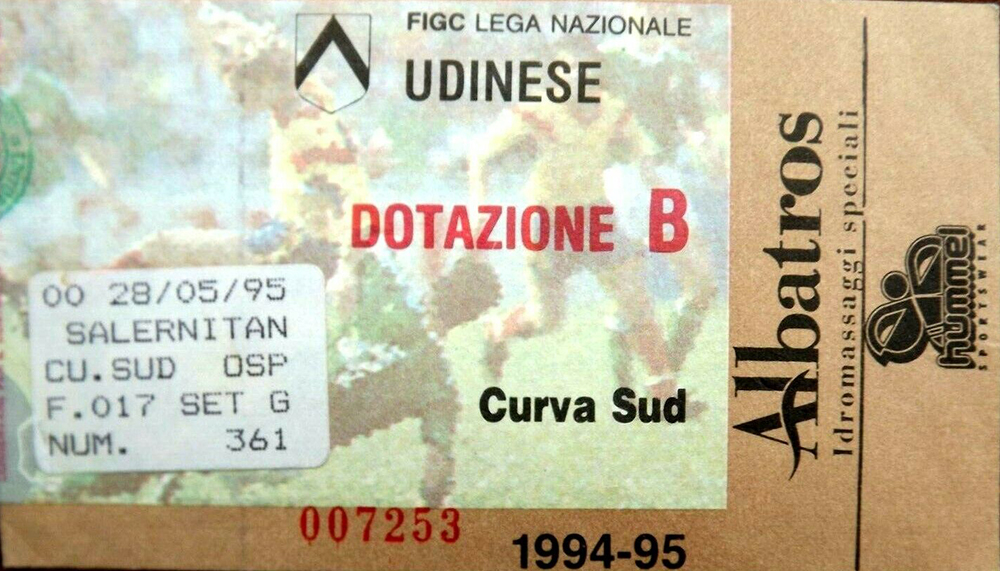 FIGC LEGA NAZIONALE
UDINESE
DOTAZIONE B
00 28/05/95
SALERNITAN
CU.SUD OSP
F.017 SET G
NUM. 361
Curva Sud
007253
1994-95
Albatros
Idromassaggi speciali
hummel
SPORTSWEAR